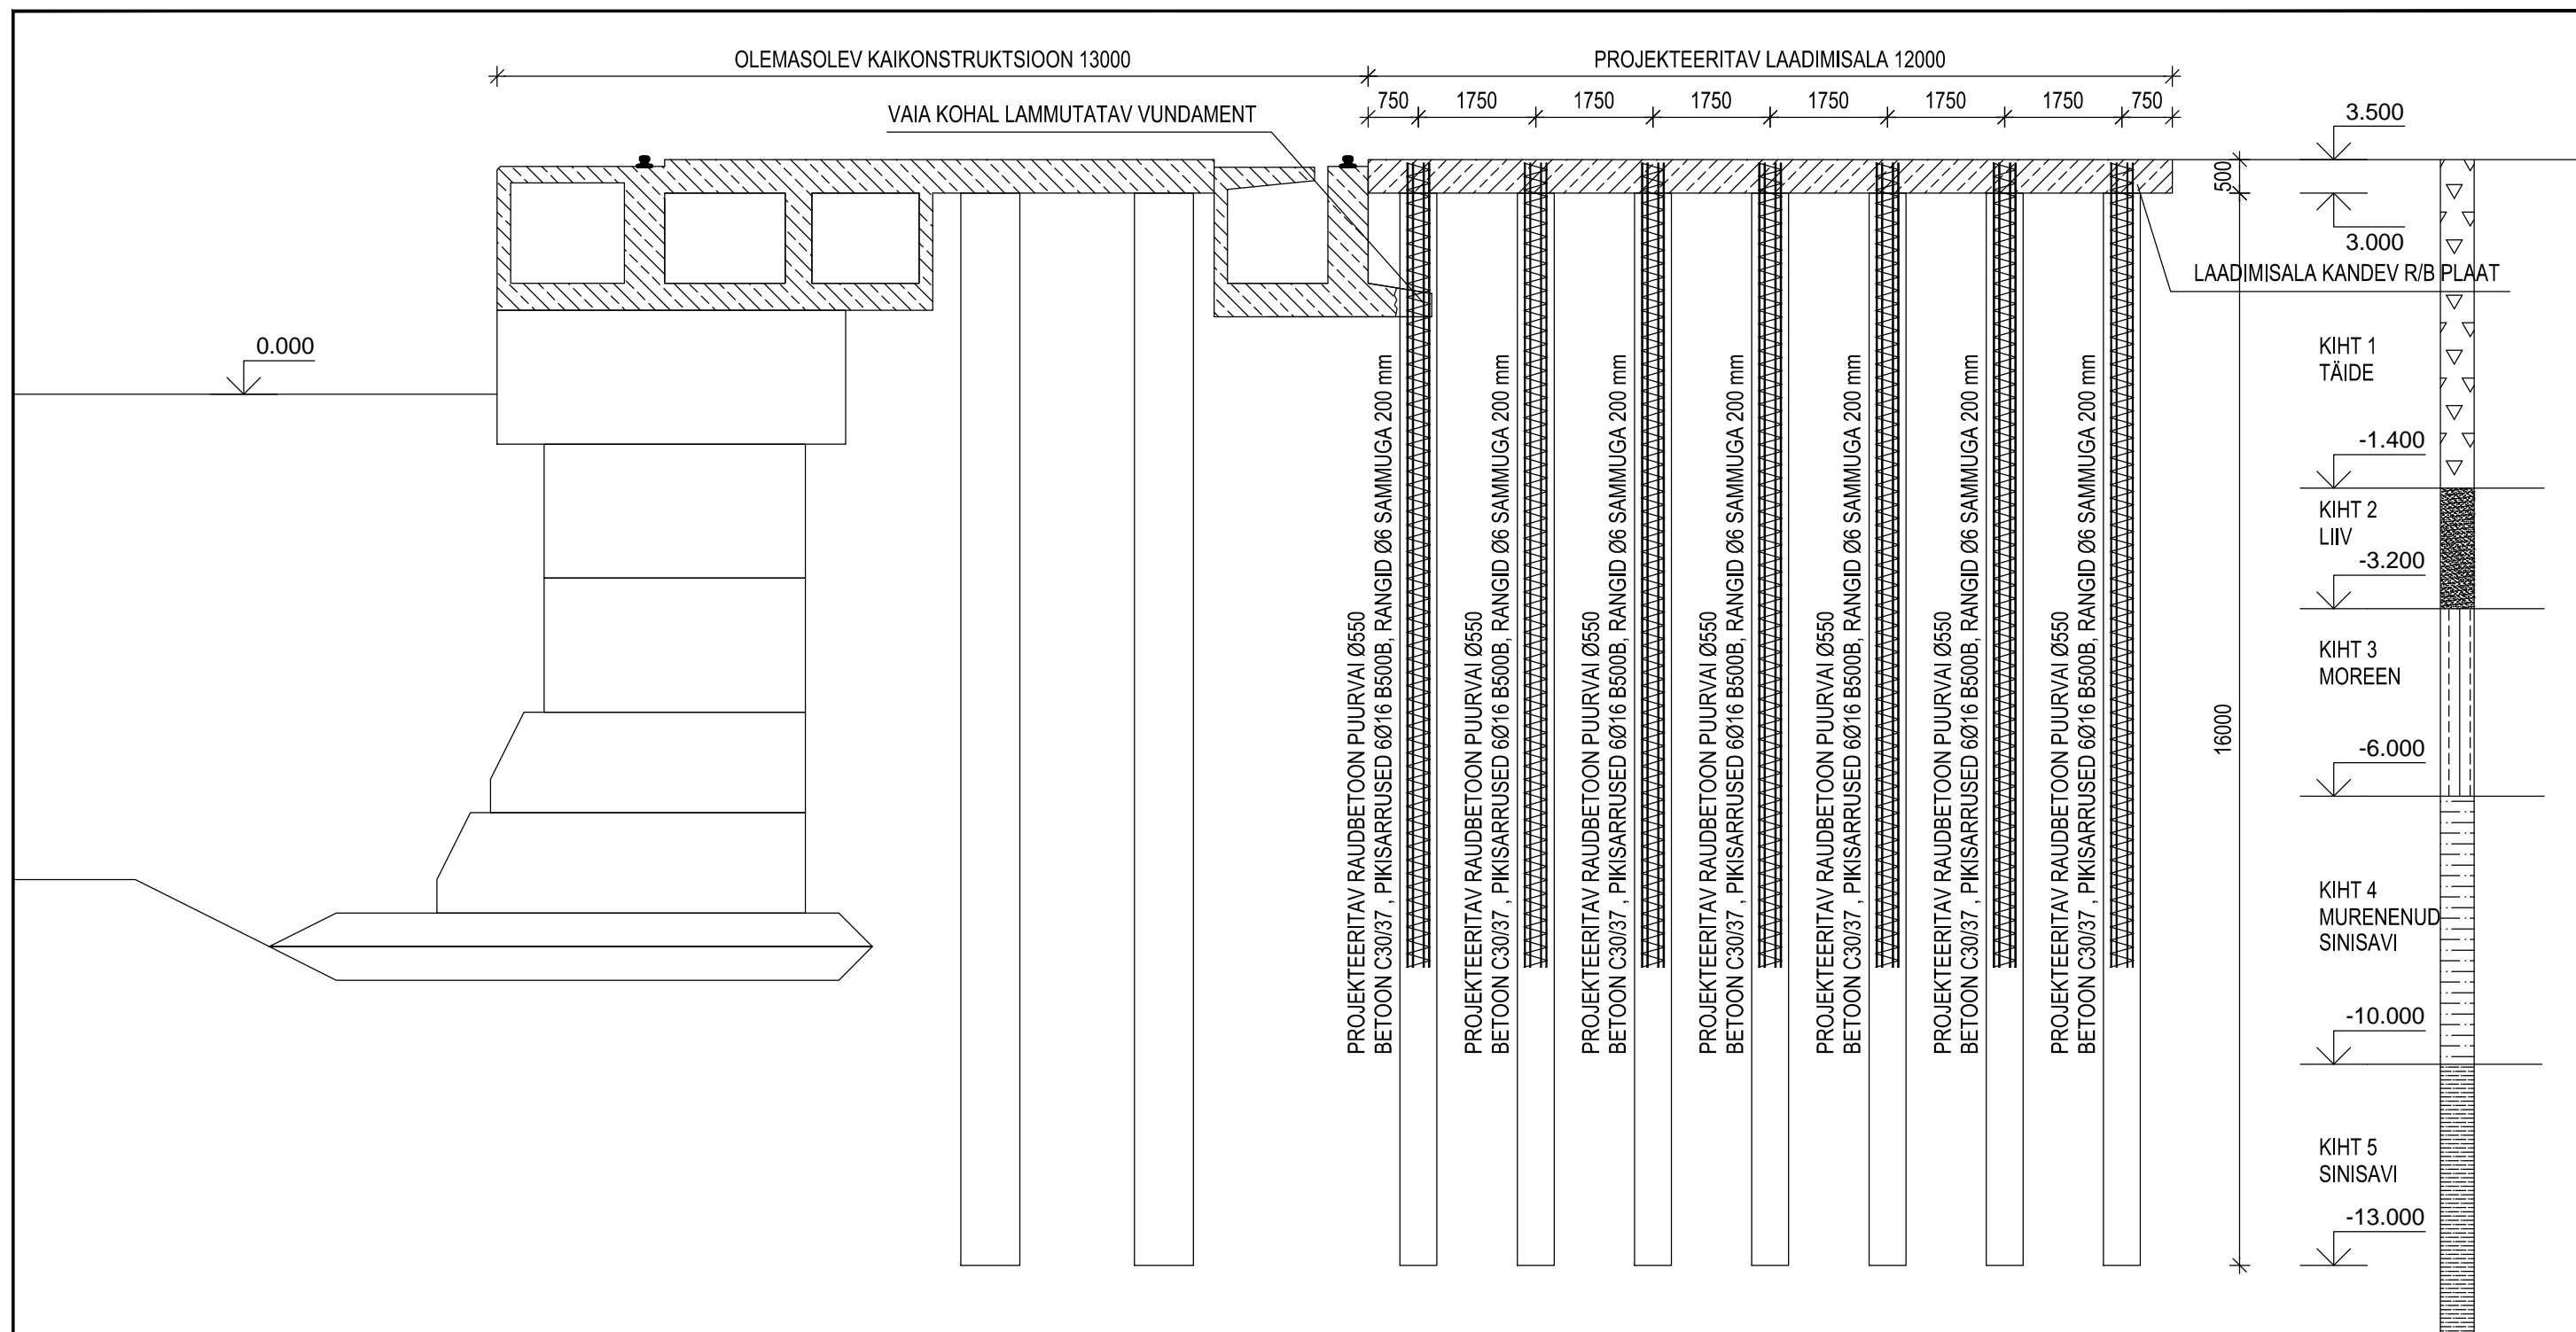 OLEMASOLEV KAIKONSTRUKTSIOON 13000
PROJEKTEERITAV LAADIMISALA 12000
750
1750
1750
1750
1750
1750
1750
750
VAIA KOHAL LAMMUTATAV VUNDAMENT
3.500
500
3.000
LAADIMISALA KANDEV R/B PLAAT
0.000
KIHT 1
TÄIDE
-1.400
KIHT 2
LIIV
-3.200
KIHT 3
MOREEN
-6.000
16000
KIHT 4
MURENENUD
SINISAVI
-10.000
KIHT 5
SINISAVI
-13.000
PROJEKTEERITAV RAUDBETOON PUURVAI Ø550
BETOON C30/37 , PIKISARRUSED 6Ø16 B500B, RANGID Ø6 SAMMUGA 200 mm
PROJEKTEERITAV RAUDBETOON PUURVAI Ø550
BETOON C30/37 , PIKISARRUSED 6Ø16 B500B, RANGID Ø6 SAMMUGA 200 mm
PROJEKTEERITAV RAUDBETOON PUURVAI Ø550
BETOON C30/37 , PIKISARRUSED 6Ø16 B500B, RANGID Ø6 SAMMUGA 200 mm
PROJEKTEERITAV RAUDBETOON PUURVAI Ø550
BETOON C30/37 , PIKISARRUSED 6Ø16 B500B, RANGID Ø6 SAMMUGA 200 mm
PROJEKTEERITAV RAUDBETOON PUURVAI Ø550
BETOON C30/37 , PIKISARRUSED 6Ø16 B500B, RANGID Ø6 SAMMUGA 200 mm
PROJEKTEERITAV RAUDBETOON PUURVAI Ø550
BETOON C30/37 , PIKISARRUSED 6Ø16 B500B, RANGID Ø6 SAMMUGA 200 mm
PROJEKTEERITAV RAUDBETOON PUURVAI Ø550
BETOON C30/37 , PIKISARRUSED 6Ø16 B500B, RANGID Ø6 SAMMUGA 200 mm